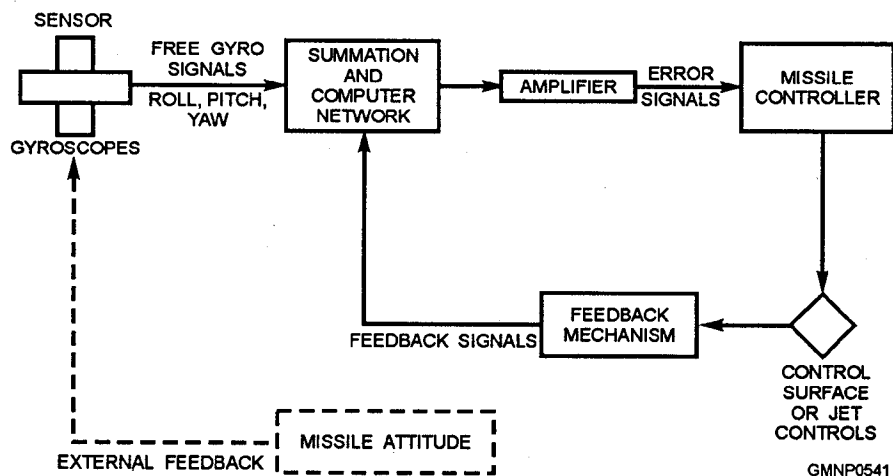 SENSOR
GYROSCOPES
FREE GYRO
SIGNALS
ROLL, PITCH,
YAW
SUMMATION
AND
COMPUTER
NETWORK
AMPLIFIER
ERROR
SIGNALS
MISSILE
CONTROLLER
CONTROL
SURFACE
OR JET
CONTROLS
FEEDBACK
MECHANISM
FEEDBACK SIGNALS
MISSILE ATTITUDE
EXTERNAL FEEDBACK
GMNP0541